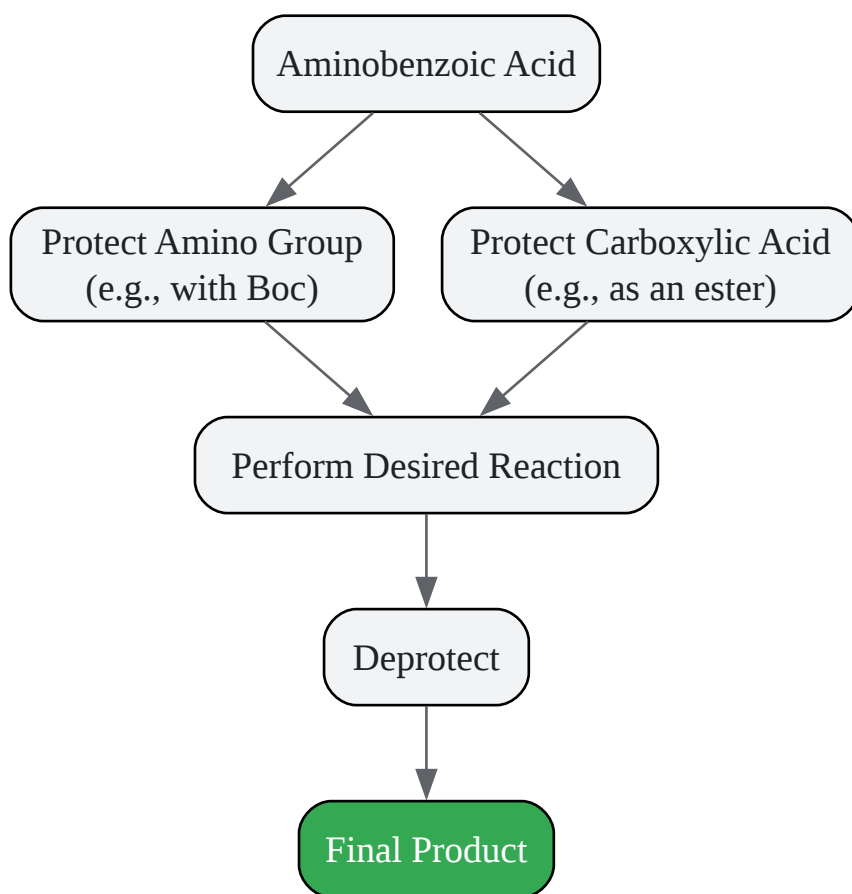 Aminobenzoic Acid
Protect Amino Group
(e.g., with Boc)
Protect Carboxylic Acid
(e.g., as an ester)
Perform Desired Reaction
Deprotect
Final Product